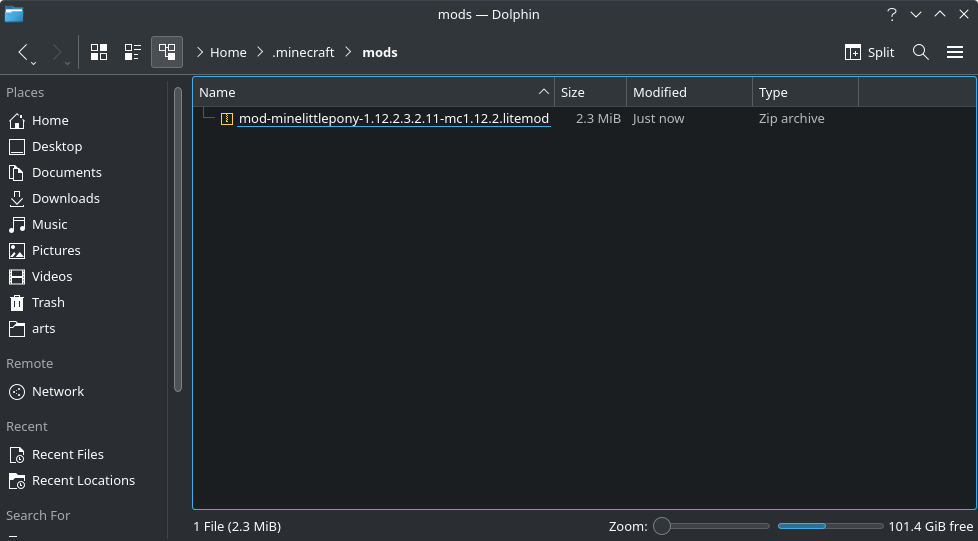 mods — Dolphin
Home .minecraft mods Split
Places
Home
Desktop
Documents
Downloads
Music
Pictures
Videos
Trash
arts
Remote
Network
Recent
Recent Files
Recent Locations
Search For
Name Size Modified Type
mod-minelittlepony-1.12.2.3.2.11-mc1.12.2.litemod 2.3 MiB Just now Zip archive
1 File (2.3 MiB) Zoom: 101.4 GiB free